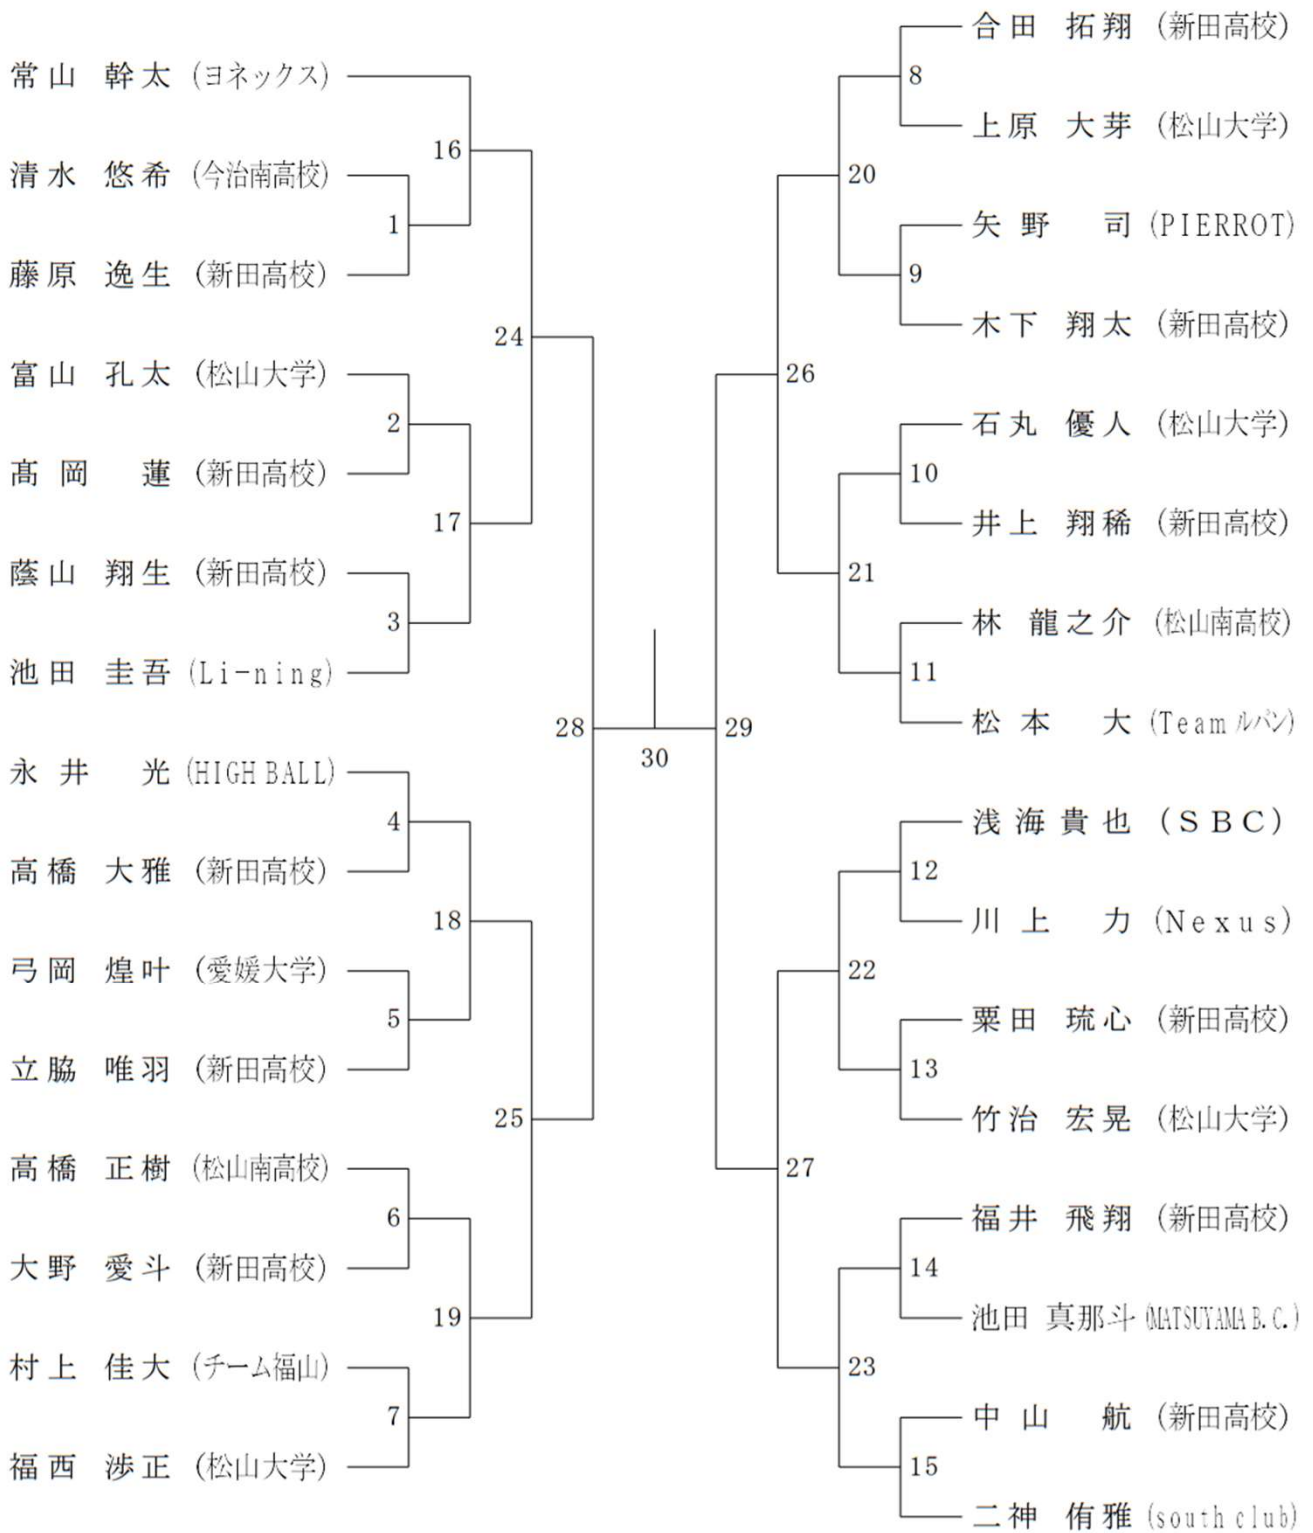 常山 幹太 (ヨネックス)
清水 悠希 (今治南高校)
藤原 逸生 (新田高校)
富山 孔太 (松山大学)
髙岡 蓮 (新田高校)
蔭山 翔生 (新田高校)
池田 圭吾 (Li-ning)
永井 光 (HIGH BALL)
高橋 大雅 (新田高校)
弓岡 煌叶 (愛媛大学)
立脇 唯羽 (新田高校)
高橋 正樹 (松山南高校)
大野 愛斗 (新田高校)
村上 佳大 (チーム福山)
福西 渉正 (松山大学)
1
2
3
4
5
6
7
16
17
18
19
24
25
28
30
29
26
27
20
21
22
23
8
9
10
11
12
13
14
15
合田 拓翔 (新田高校)
上原 大芽 (松山大学)
矢野 司 (PIERROT)
木下 翔太 (新田高校)
石丸 優人 (松山大学)
井上 翔稀 (新田高校)
林 龍之介 (松山南高校)
松本 大 (Team ルパン)
浅海 貴也 (SBC)
川上 力 (Nexus)
粟田 琉心 (新田高校)
竹治 宏晃 (松山大学)
福井 飛翔 (新田高校)
池田 真那斗 (MATSUYAMA B.C.)
中山 航 (新田高校)
二神 侑雅 (south club)